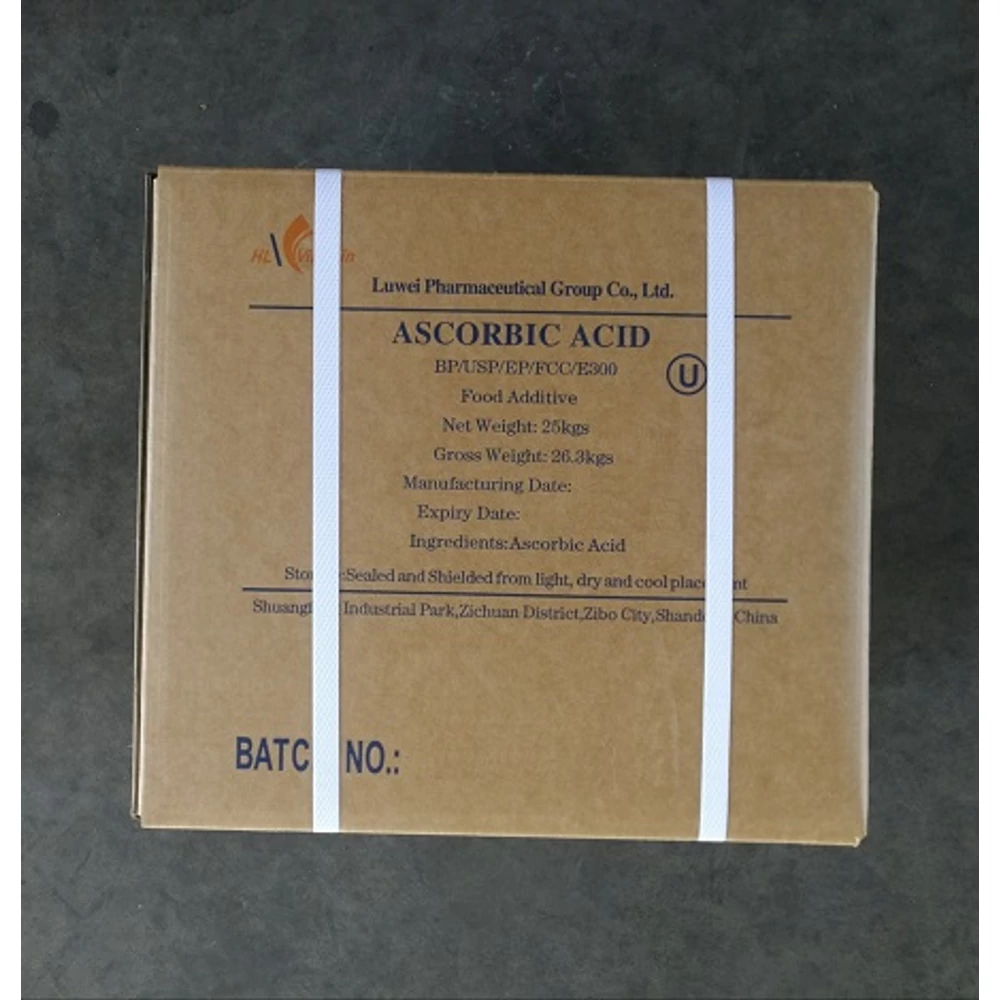 HL
Luwei Pharmaceutical Group Co., Ltd.
ASCORBIC ACID
BP/USP/EP/FCC/E300
U
Food Additive
Net Weight: 25kgs
Gross Weight: 26.3kgs
Manufacturing Date:
Expiry Date:
Ingredients:Ascorbic Acid
Sealed and Shielded from light, dry and cool
Industrial Park,Zichuan District,Zibo City, China
NO.: